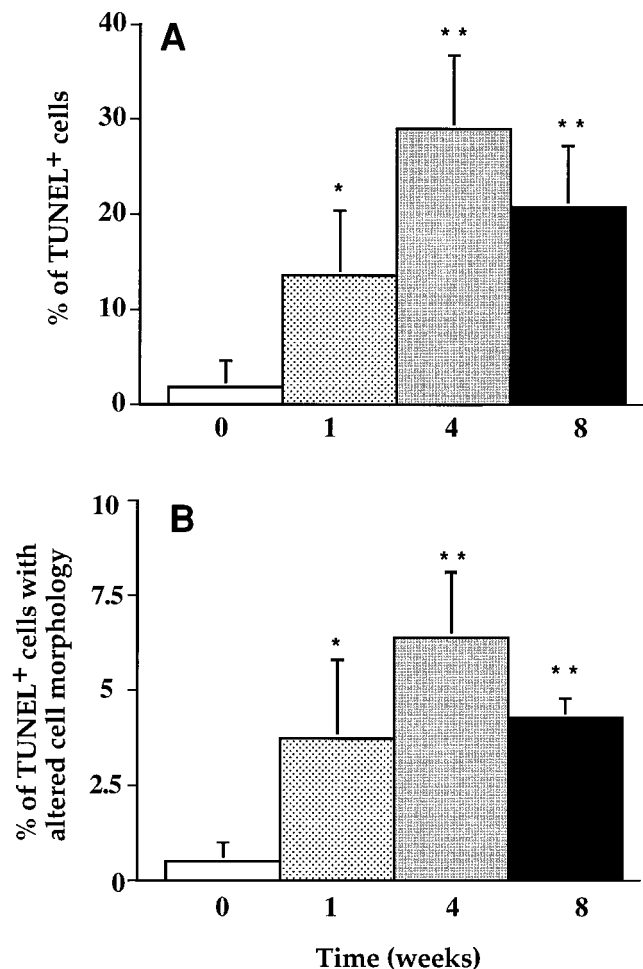 A
40
30
20
10
0
% of TUNEL+ cells
*
* *
* *
0 1 4 8
B
10
7.5
5
2.5
0
% of TUNEL+ cells with
altered cell morphology
*
* *
* *
0 1 4 8
Time (weeks)